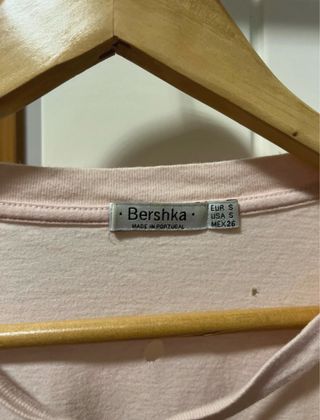 · Bershka ·
MADE IN PORTUGAL
EUR S
USA S
MEX 26